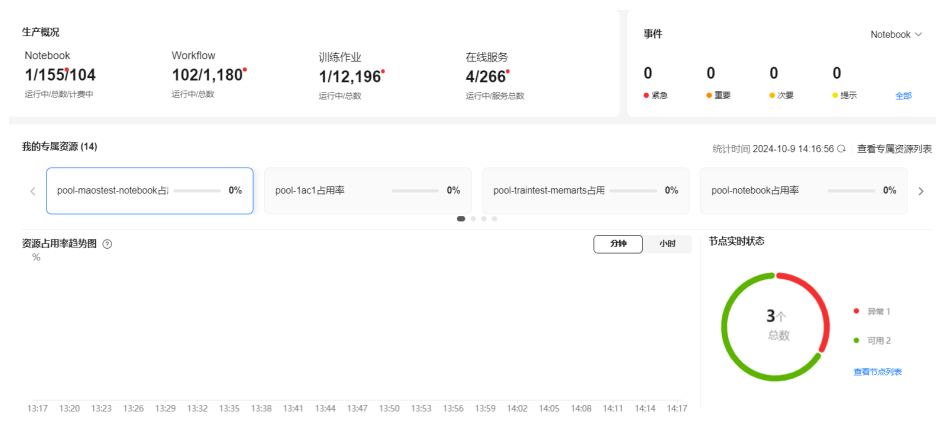 生产概况
Notebook
1/155/104
运行中/总数/计费中
Workflow
102/1,180
运行中/总数
训练作业
1/12,196
运行中/总数
在线服务
4/266
运行中/服务总数
事件
Notebook
0
紧急
0
重要
0
次要
0
提示
全部
我的专属资源 (14)
统计时间 2024-10-9 14:16:56
查看专属资源列表
pool-maostest-notebook占 0%
pool-1ac1占用率 0%
pool-traintest-memarts占用 0%
pool-notebook占用率 0%
资源占用率趋势图
分钟
小时
%
13:17 13:20 13:23 13:26 13:29 13:32 13:35 13:38 13:41 13:44 13:47 13:50 13:53 13:56 13:59 14:02 14:05 14:08 14:11 14:14 14:17
节点实时状态
3个
总数
异常 1
可用 2
查看节点列表